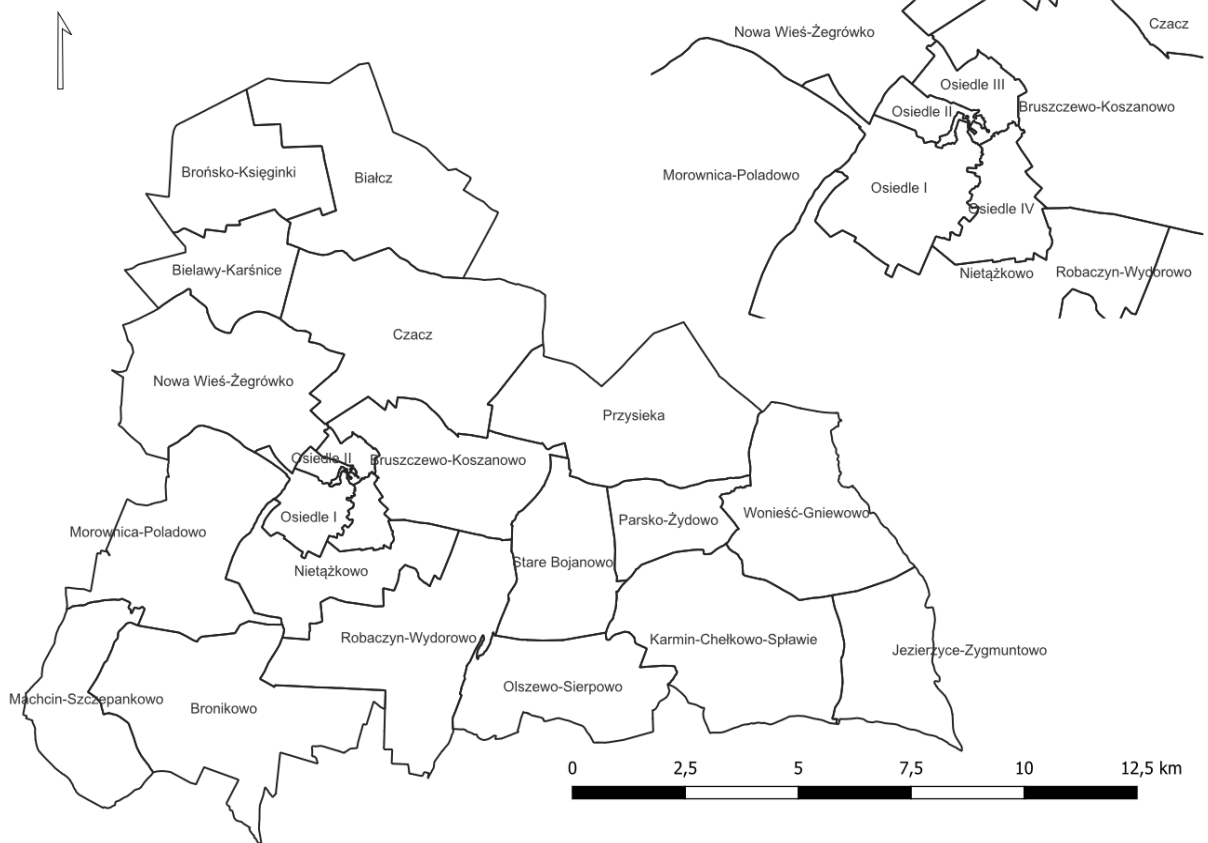 Czacz
Nowa Wieś-Żegrówko
Osiedle III
Bruszczewo-Koszanowo
Osiedle II
Morownica-Poladowo
Osiedle I
Osiedle IV
Nietążkowo
Robaczyn-Wydorowo
Brońsko-Księginki
Białcz
Bielawy-Karśnice
Czacz
Nowa Wieś-Żegrówko
Przysieka
Osiedle II
Bruszczewo-Koszanowo
Osiedle I
Morownica-Poladowo
Parsko-Żydowo
Wonieść-Gniewowo
Nietążkowo
Stare Bojanowo
Robaczyn-Wydorowo
Karmin-Chełkowo-Spławie
Jezierzyce-Zygmuntowo
Machcin-Szczepankowo
Bronikowo
Olszewo-Sierpowo
0 2,5 5 7,5 10 12,5 km